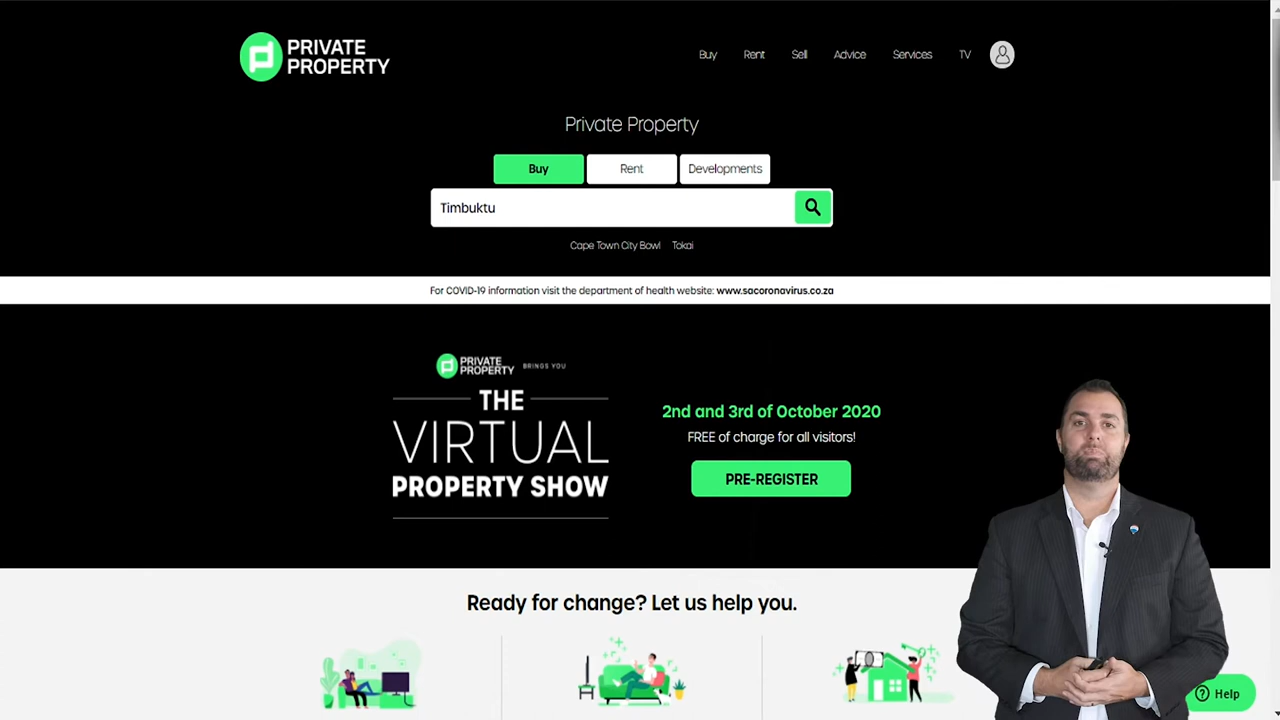 PRIVATE
PROPERTY
Buy Rent Sell Advice Services TV
Private Property
Buy Rent Developments
Timbuktu
Cape Town City Bowl Tokai
For COVID-19 information visit the department of health website: www.sacoronavirus.co.za
PRIVATE
PROPERTY
BRINGS YOU
THE
VIRTUAL
PROPERTY SHOW
2nd and 3rd of October 2020
FREE of charge for all visitors!
PRE-REGISTER
Ready for change? Let us help you.
Help